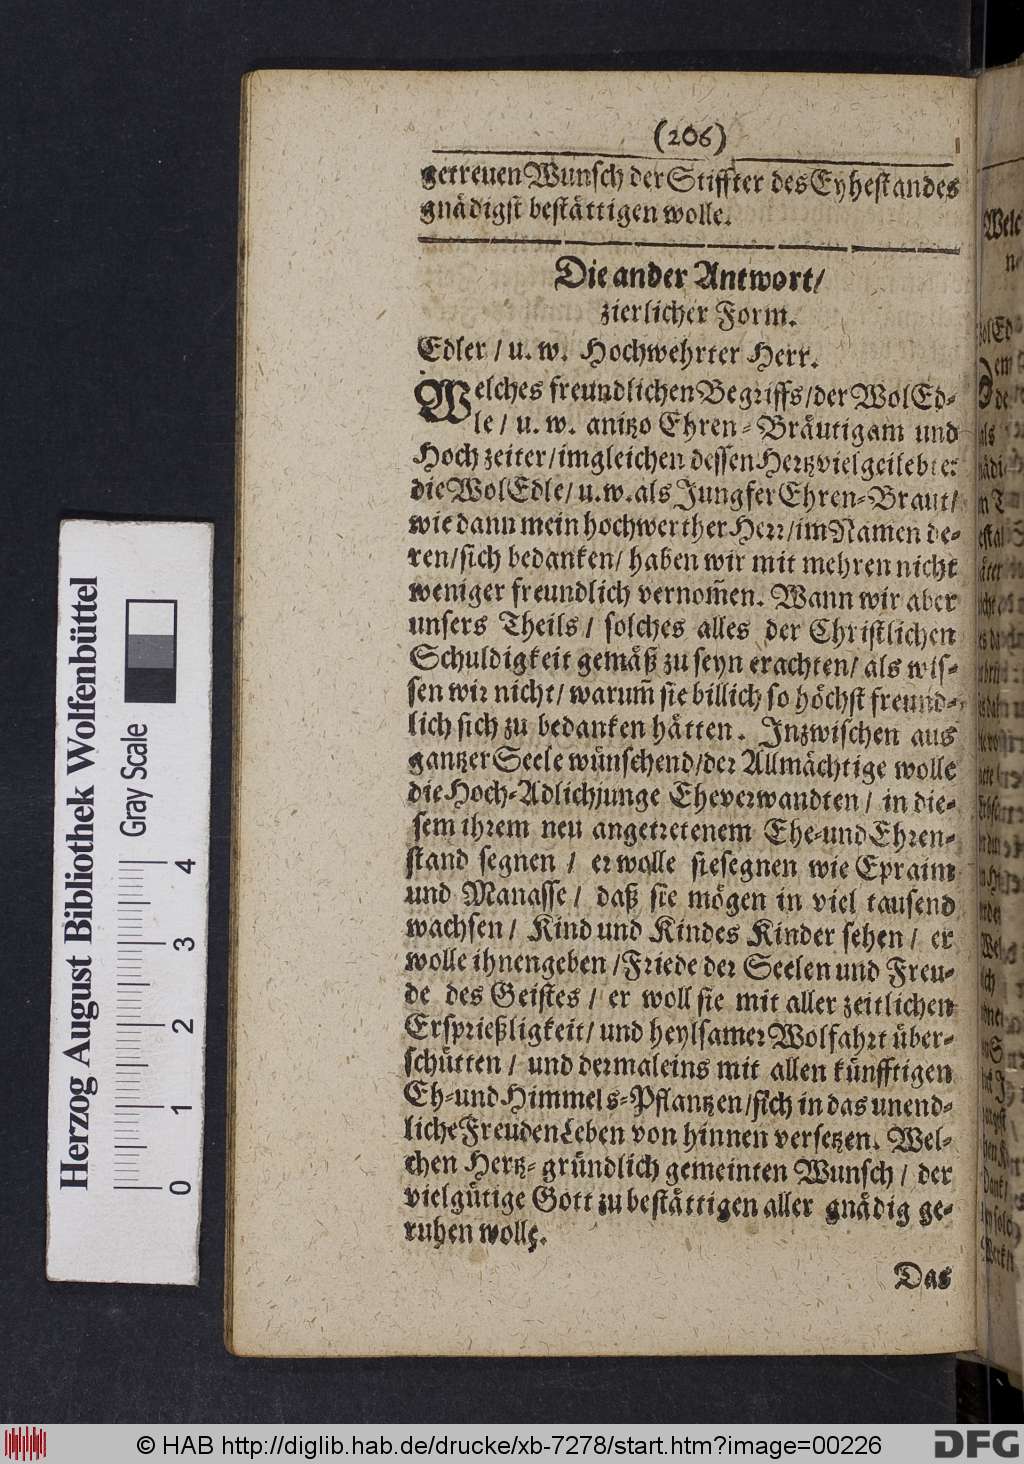 (206)
getreuen Wunsch der Stiffter des Eyhestandes
gnädigst bestättigen wolle.
Die ander Antwort/
zierlicher Form.
Edler / u. w. Hochwehrter Herr.
Welches freundlichen Begriffs/der WolEd-
le / u. w. anitzo Ehren-Bräutigam und
Hochzeiter/imgleichen dessen Hertzvielgeliebter
die WolEdle/ u.w. als Jungfer Ehren-Braut/
wie dann mein hochwerther Herr/im Namen de-
ren/sich bedanken/ haben wir mit mehren nicht
weniger freundlich vernom̃en. Wann wir aber
unsers Theils / solches alles der Christlichen
Schuldigkeit gemäß zu seyn erachten/ als wis-
sen wir nicht/ warum̃ sie billich so höchst freund-
lich sich zu bedanken hätten. Inzwischen aus
gantzer Seele wünschend/der Allmächtige wolle
die Hoch-Adlichjunge Eheverwandten / in die-
sem ihrem neu angetretenem Ehe-und Ehren-
stand segnen / er wolle sie segnen wie Epraim
und Manasse / daß sie mögen in viel tausend
wachsen / Kind und Kindes Kinder sehen / er
wolle ihnen geben /Friede der Seelen und Freu-
de des Geistes / er woll sie mit aller zeitlichen
Ersprießligkeit/ und heylsamer Wolfahrt über-
schütten / und dermaleins mit allen künfftigen
Eh-und Himmels-Pflantzen/sich in das unend-
liche FreudenLeben von hinnen versetzen. Wel-
chen Hertz-gründlich gemeinten Wunsch / der
vielgütige Gott zu bestättigen aller gnädig ge-
ruhen wolle.
Das
Herzog August Bibliothek Wolfenbüttel
Gray Scale
0 1 2 3 4
© HAB http://diglib.hab.de/drucke/xb-7278/start.htm?image=00226
DFG